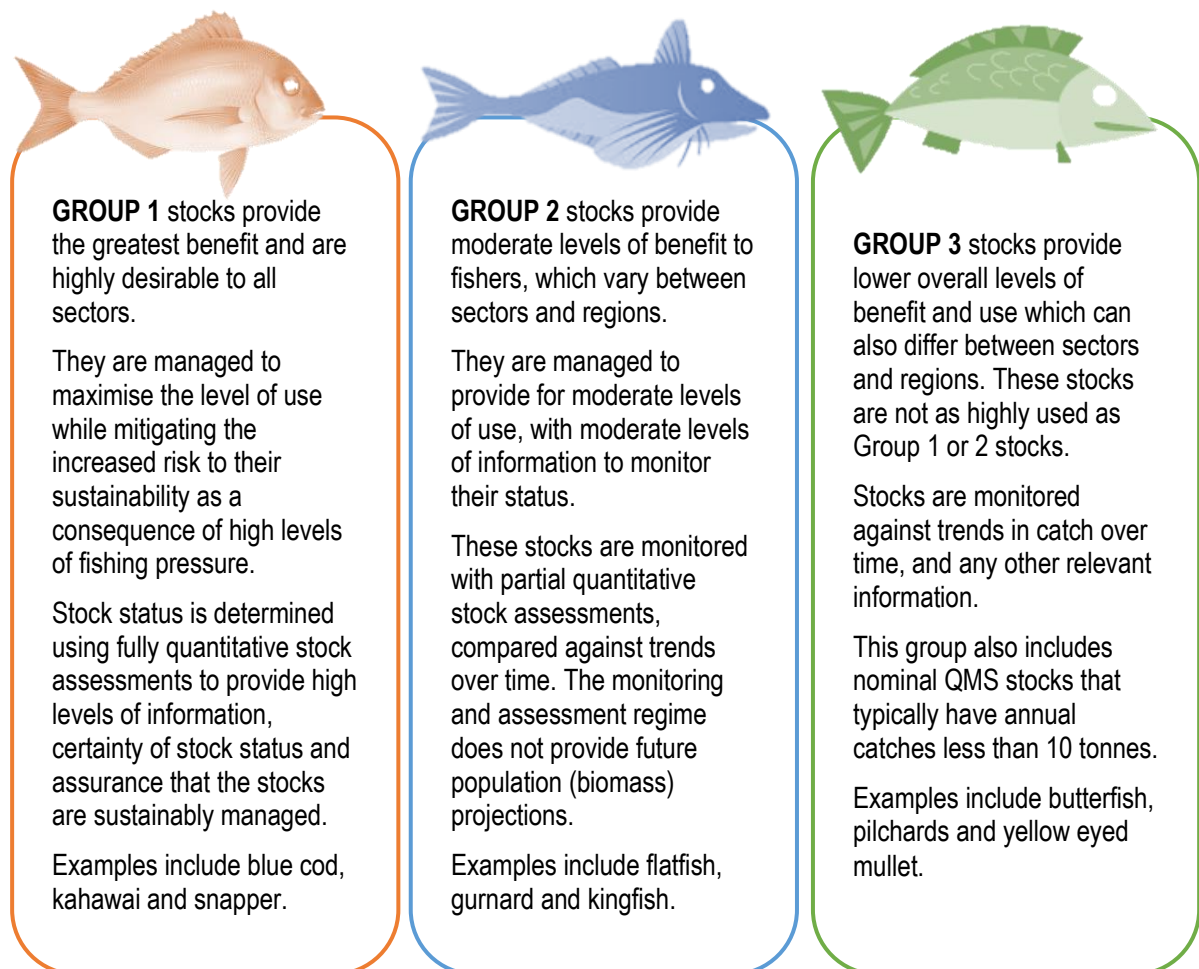 GROUP 1 stocks provide
the greatest benefit and are
highly desirable to all
sectors.
They are managed to
maximise the level of use
while mitigating the
increased risk to their
sustainability as a
consequence of high levels
of fishing pressure.
Stock status is determined
using fully quantitative stock
assessments to provide high
levels of information,
certainty of stock status and
assurance that the stocks
are sustainably managed.
Examples include blue cod,
kahawai and snapper.
GROUP 2 stocks provide
moderate levels of benefit to
fishers, which vary between
sectors and regions.
They are managed to
provide for moderate levels
of use, with moderate levels
of information to monitor
their status.
These stocks are monitored
with partial quantitative
stock assessments,
compared against trends
over time. The monitoring
and assessment regime
does not provide future
population (biomass)
projections.
Examples include flatfish,
gurnard and kingfish.
GROUP 3 stocks provide
lower overall levels of
benefit and use which can
also differ between sectors
and regions. These stocks
are not as highly used as
Group 1 or 2 stocks.
Stocks are monitored
against trends in catch over
time, and any other relevant
information.
This group also includes
nominal QMS stocks that
typically have annual
catches less than 10 tonnes.
Examples include butterfish,
pilchards and yellow eyed
mullet.